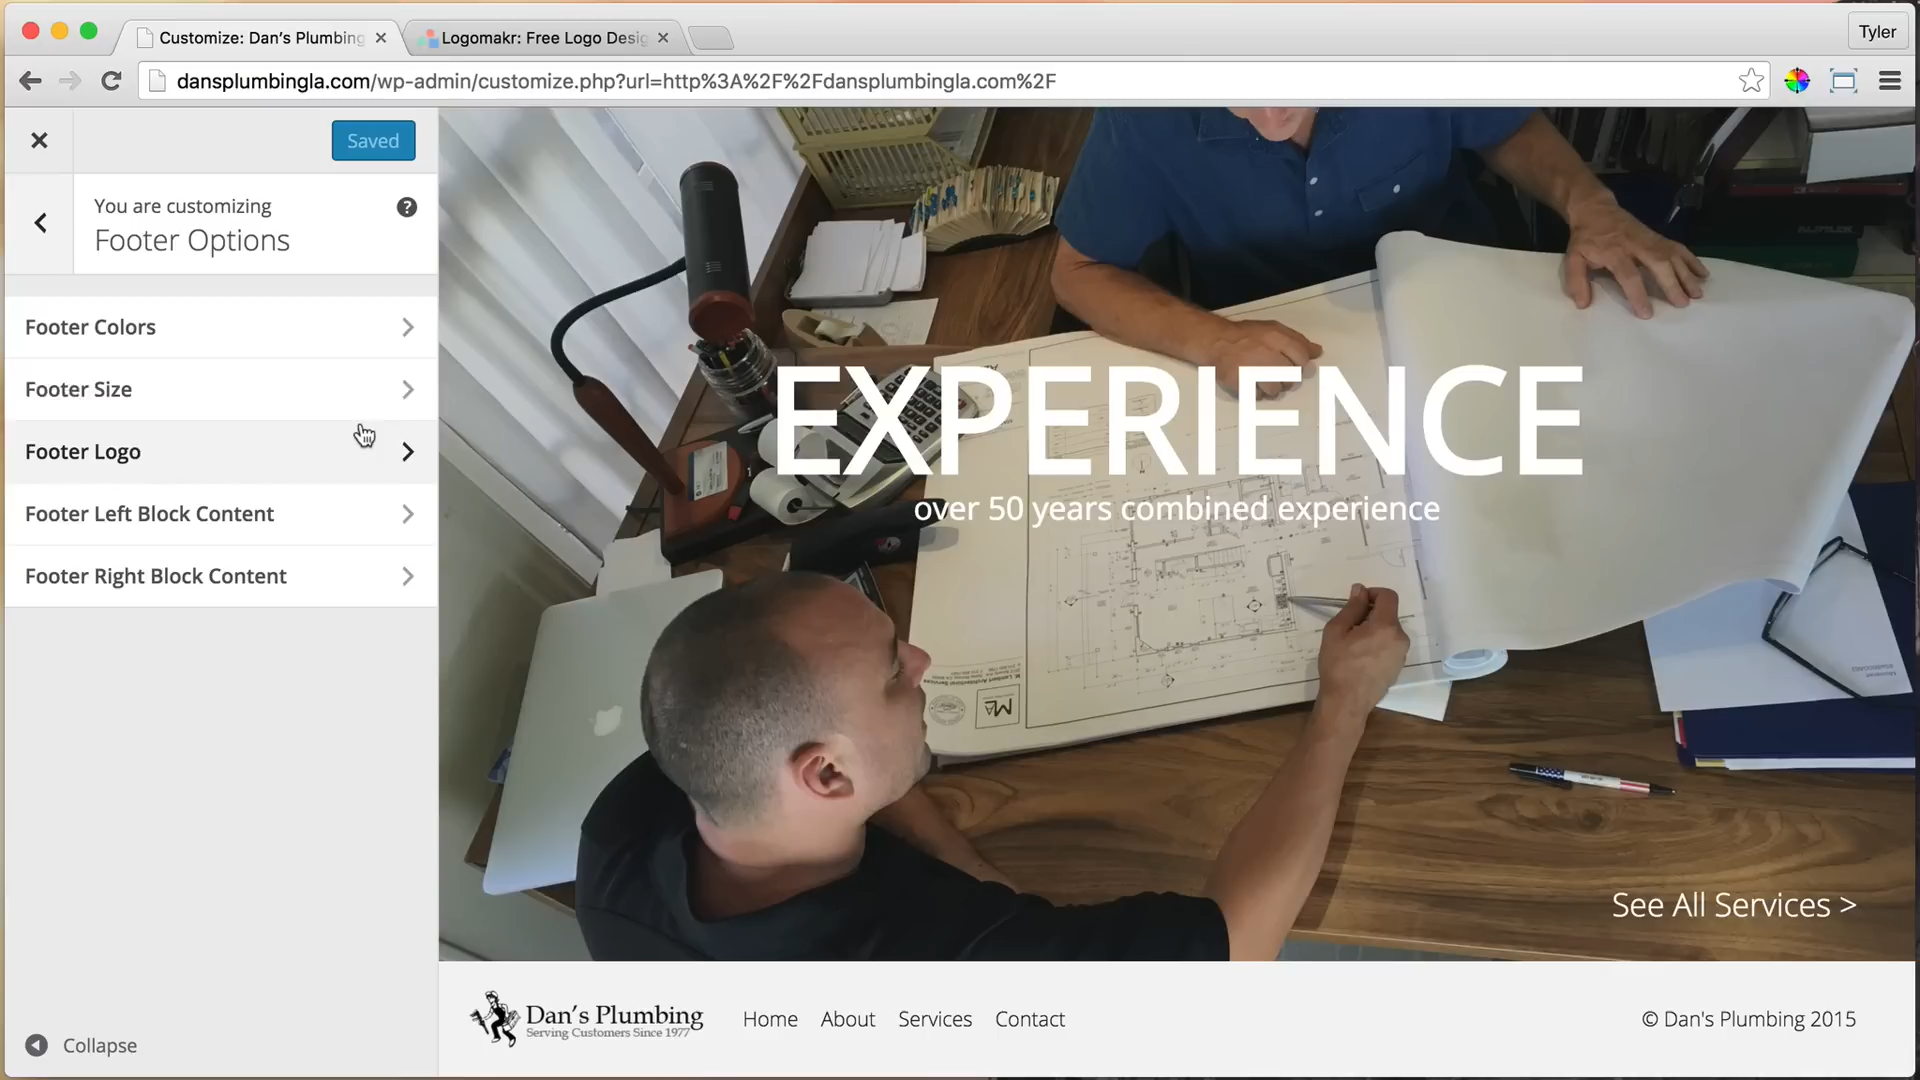 Customize: Dan's Plumbing
Logomakr: Free Logo Desig
Tyler
dansplumbingla.com/wp-admin/customize.php?url=http%3A%2F%2Fdansplumbingla.com%2F
Saved
You are customizing
Footer Options
Footer Colors
Footer Size
Footer Logo
Footer Left Block Content
Footer Right Block Content
Collapse
EXPERIENCE
over 50 years combined experience
See All Services >
Dan's Plumbing
Serving Customers Since 1977
Home About Services Contact
© Dan's Plumbing 2015